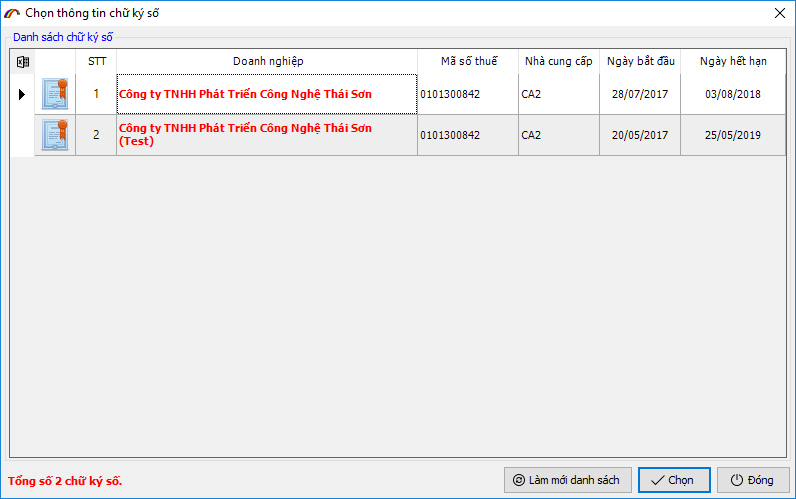 Chọn thông tin chữ ký số
Danh sách chữ ký số
STT Doanh nghiệp Mã số thuế Nhà cung cấp Ngày bắt đầu Ngày hết hạn
1 Công ty TNHH Phát Triển Công Nghệ Thái Sơn 0101300842 CA2 28/07/2017 03/08/2018
2 Công ty TNHH Phát Triển Công Nghệ Thái Sơn (Test) 0101300842 CA2 20/05/2017 25/05/2019
Tổng số 2 chữ ký số. Làm mới danh sách Chọn Đóng